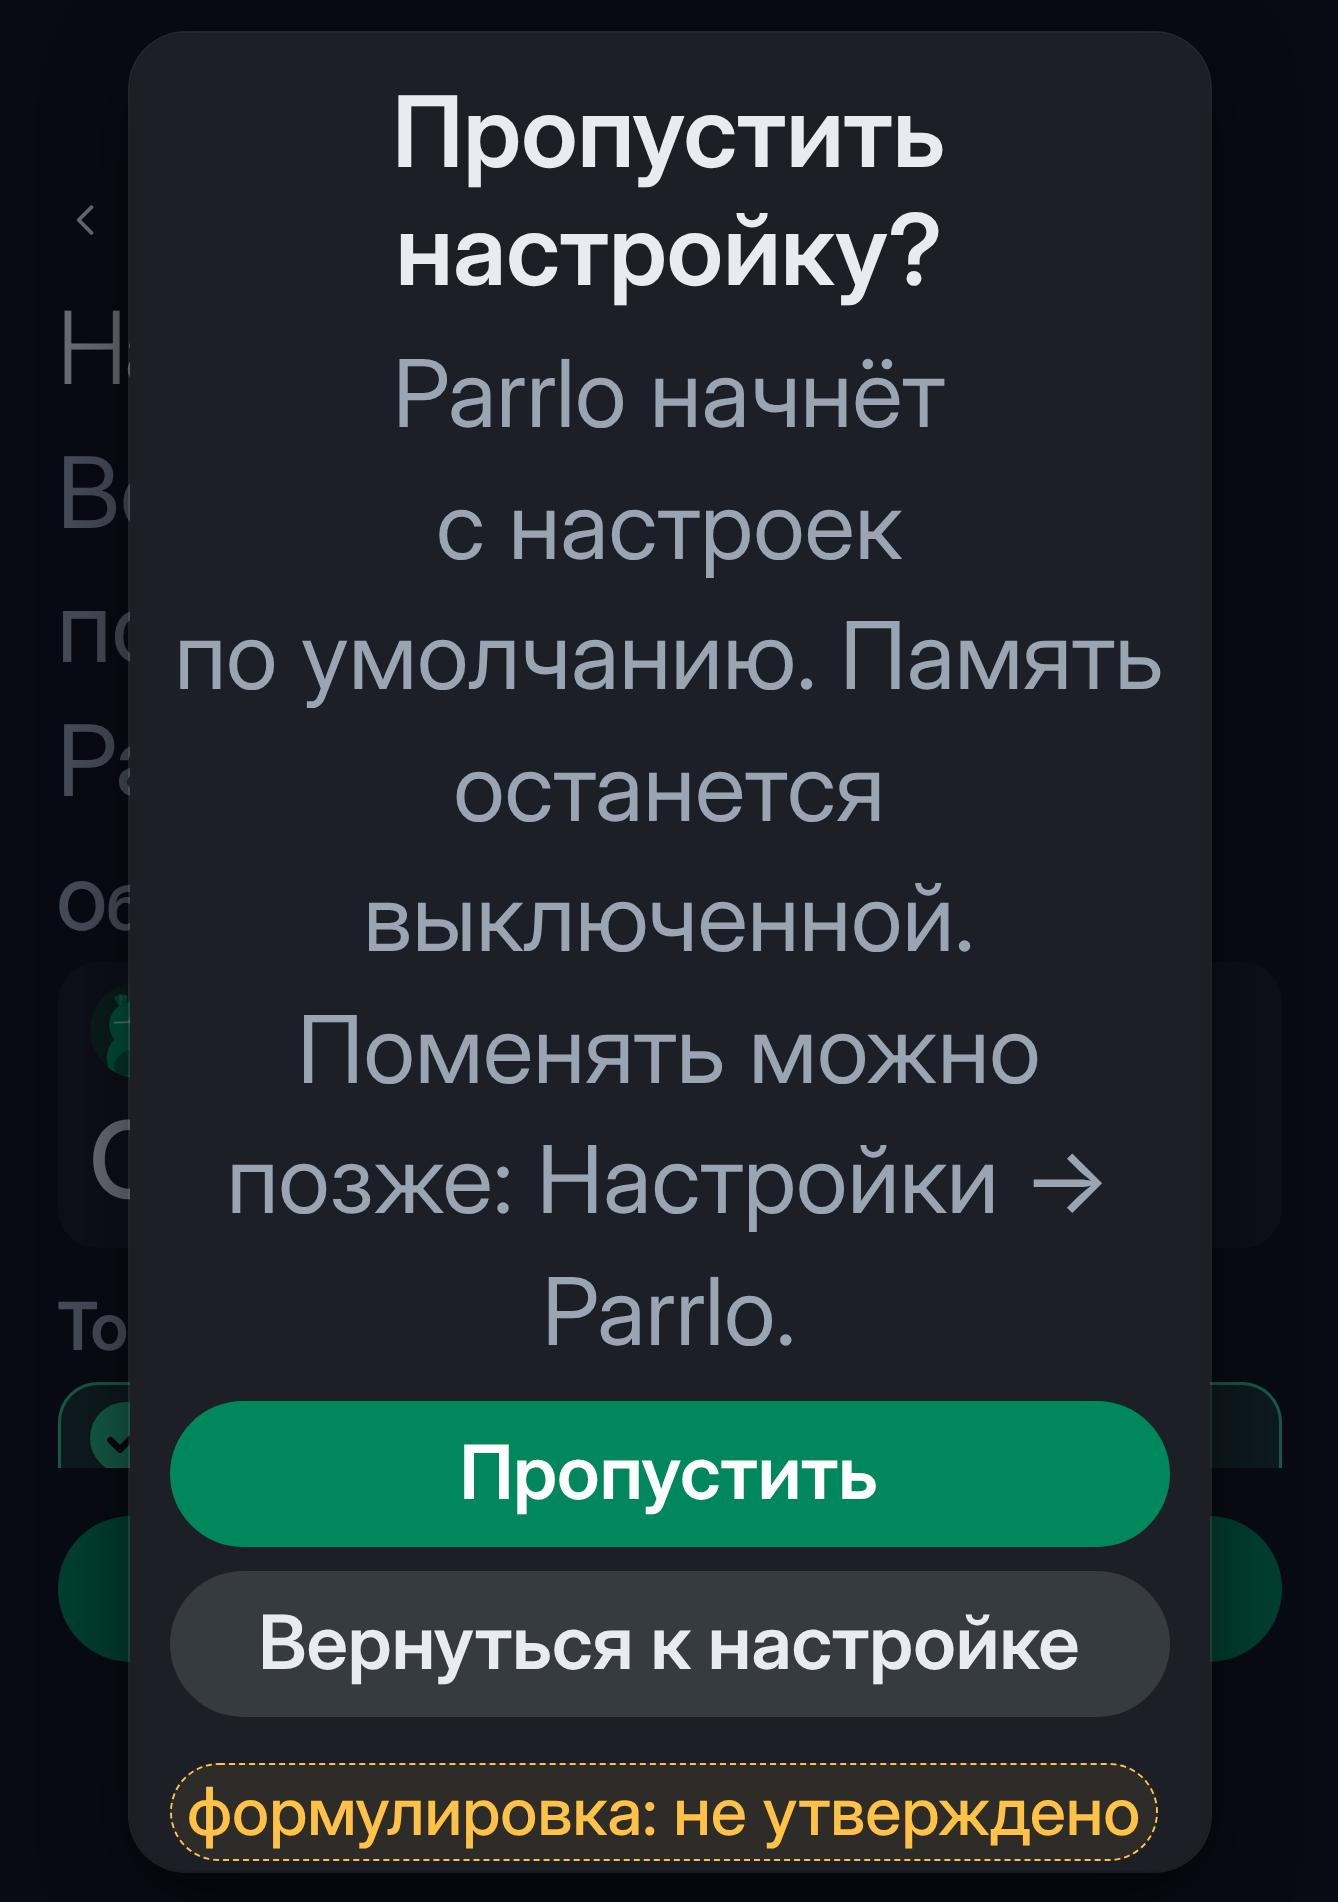 Пропустить
настройку?
Parrlo начнёт
с настроек
по умолчанию. Память
останется
выключенной.
Поменять можно
позже: Настройки →
Parrlo.
Пропустить
Вернуться к настройке
формулировка: не утверждено